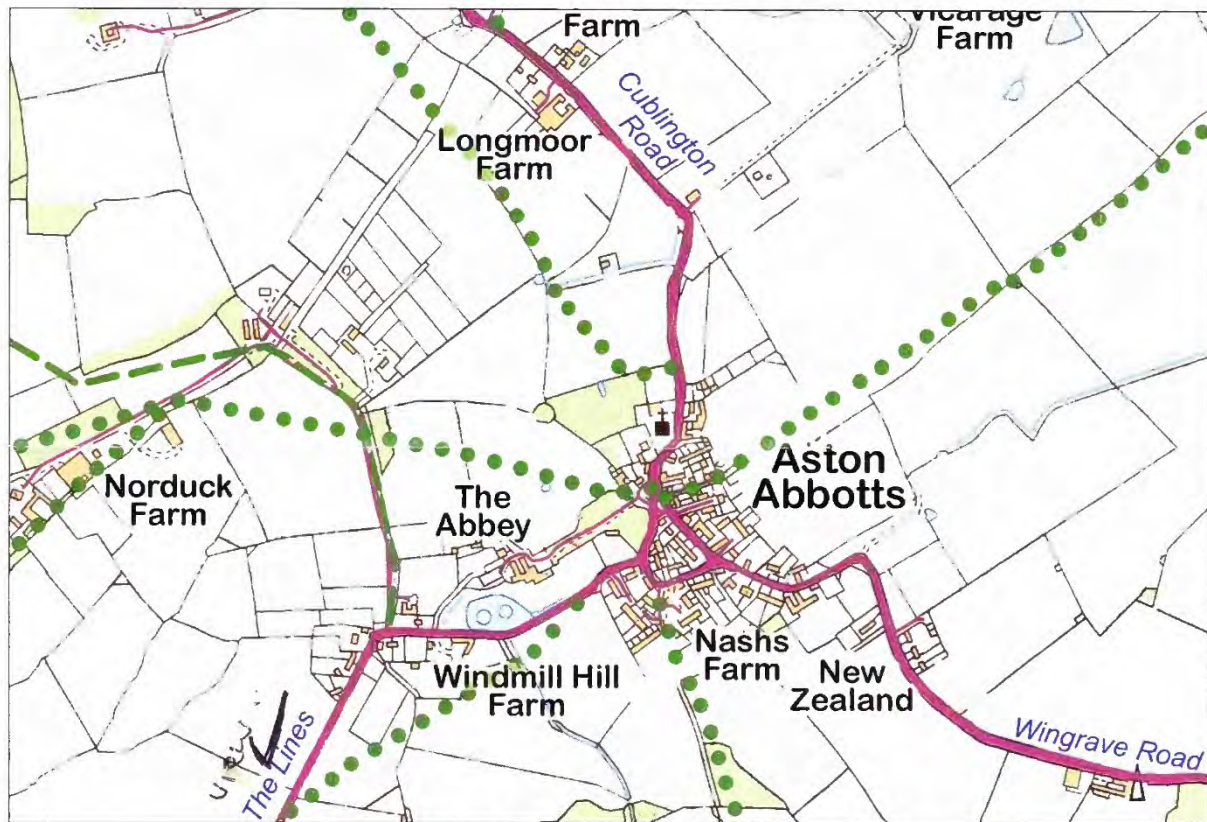 Farm
Vicarage
Farm
Cublington
Road
Longmoor
Farm
Aston
Abbotts
Norduck
Farm
The
Abbey
Nashs
Farm
New
Zealand
Windmill Hill
Farm
The Lines
Wingrave Road